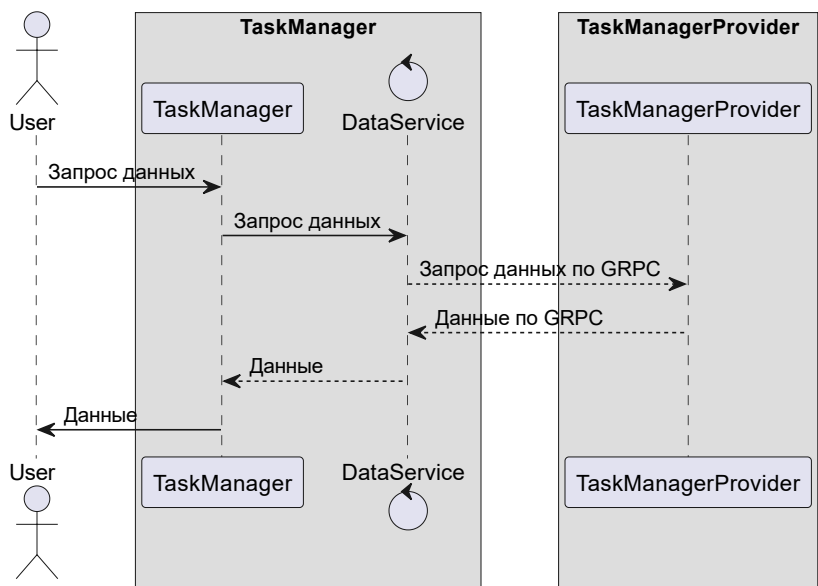 TaskManager
TaskManagerProvider
User
TaskManager
DataService
TaskManagerProvider
Запрос данных
Запрос данных
Запрос данных по GRPC
Данные по GRPC
Данные
Данные
User
TaskManager
DataService
TaskManagerProvider